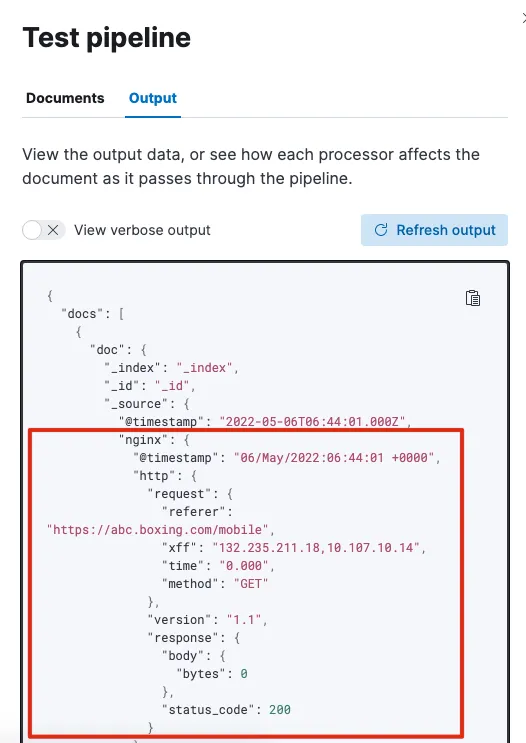 Test pipeline
Documents Output
View the output data, or see how each processor affects the
document as it passes through the pipeline.
View verbose output Refresh output
{
"docs": [
{
"doc": {
"_index": "_index",
"_id": "_id",
"_source": {
"@timestamp": "2022-05-06T06:44:01.000Z",
"nginx": {
"@timestamp": "06/May/2022:06:44:01 +0000",
"http": {
"request": {
"referer":
"https://abc.boxing.com/mobile",
"xff": "132.235.211.18,10.107.10.14",
"time": "0.000",
"method": "GET"
},
"version": "1.1",
"response": {
"body": {
"bytes": 0
},
"status_code": 200
}
}